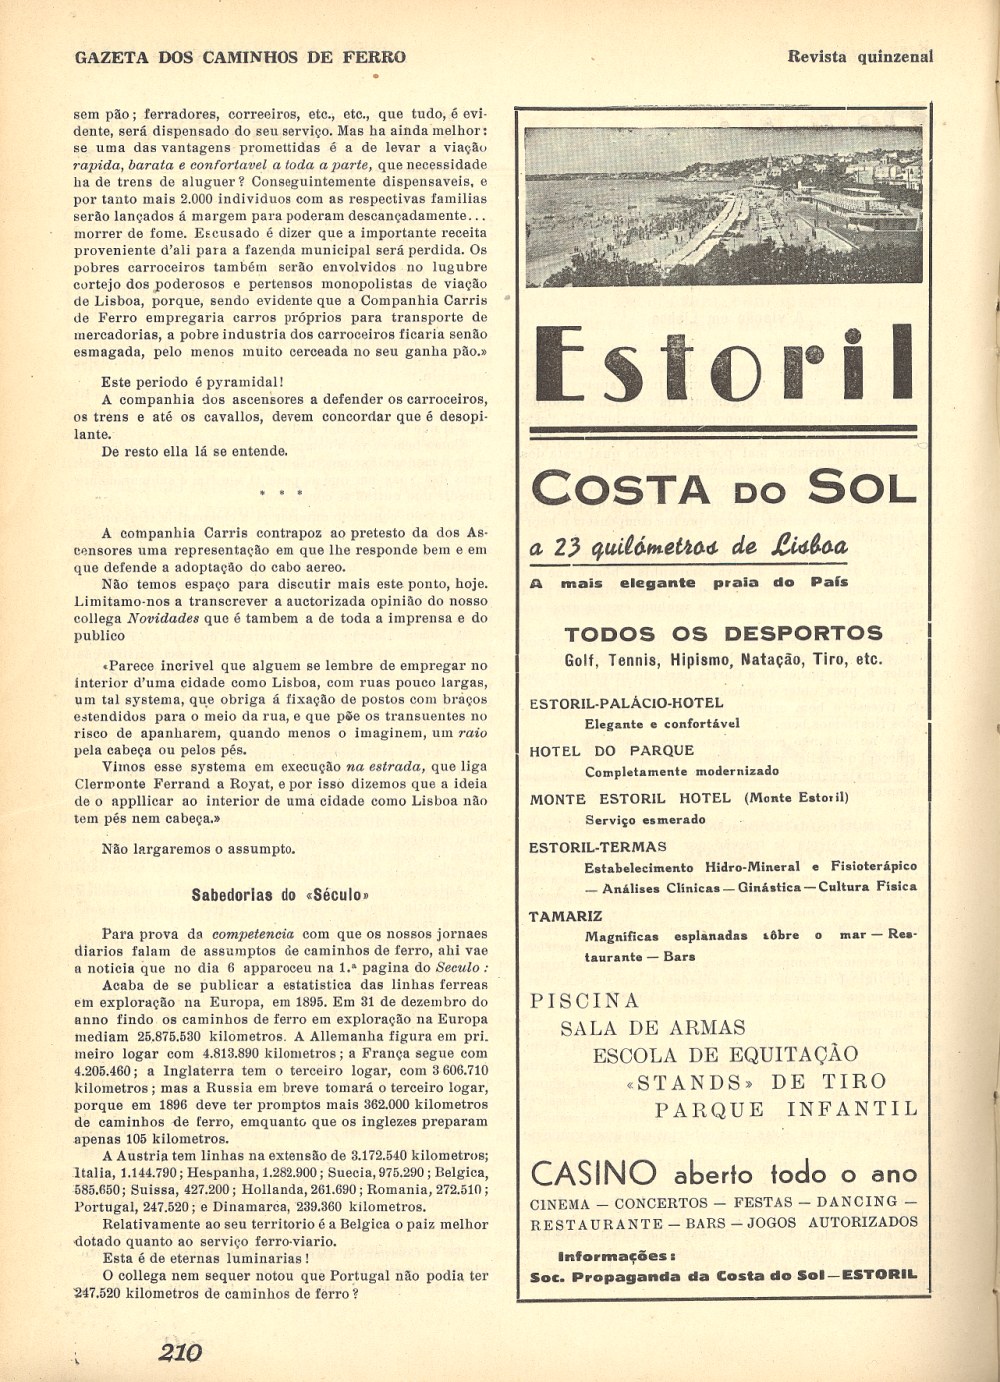 GAZETA DOS CAMINHOS DE FERRO
Revista quinzenal
sem pão; ferradores, correeiros, etc., etc., que tudo, é evi-
dente, será dispensado do seu serviço. Mas ha ainda melhor:
se uma das vantagens promettidas é a de levar a viação
rapida, barata e confortavel a toda a parte, que necessidade
ha de trens de aluguer? Conseguintemente dispensaveis, e
por tanto mais 2.000 individuos com as respectivas familias
serão lançados á margem para poderam descançadamente...
morrer de fome. Escusado é dizer que a importante receita
proveniente d'ali para a fazenda municipal será perdida. Os
pobres carroceiros também serão envolvidos no lugubre
cortejo dos poderosos e pertensos monopolistas de viação
de Lisboa, porque, sendo evidente que a Companhia Carris
de Ferro empregaria carros próprios para transporte de
mercadorias, a pobre industria dos carroceiros ficaria senão
esmagada, pelo menos muito cerceada no seu ganha pão.»
Este periodo é pyramidal!
A companhia dos ascensores a defender os carroceiros,
os trens e até os cavallos, devem concordar que é desopi-
lante.
De resto ella lá se entende.
* * *
A companhia Carris contrapoz ao pretesto da dos As-
censores uma representação em que lhe responde bem e em
que defende a adoptação do cabo aereo.
Não temos espaço para discutir mais este ponto, hoje.
Limitamo-nos a transcrever a auctorizada opinião do nosso
collega Novidades que é tambem a de toda a imprensa e do
publico
«Parece incrivel que alguem se lembre de empregar no
interior d'uma cidade como Lisboa, com ruas pouco largas,
um tal systema, que obriga á fixação de postos com braços
estendidos para o meio da rua, e que põe os transuentes no
risco de apanharem, quando menos o imaginem, um raio
pela cabeça ou pelos pés.
Vimos esse systema em execução na estrada, que liga
Clermonte Ferrand a Royat, e por isso dizemos que a ideia
de o appllicar ao interior de uma cidade como Lisboa não
tem pés nem cabeça.»
Não largaremos o assumpto.
Sabedorias do «Século»
Para prova da competencia com que os nossos jornaes
diarios falam de assumptos de caminhos de ferro, ahi vae
a noticia que no dia 6 appareceu na 1.ª pagina do Seculo:
Acaba de se publicar a estatistica das linhas ferreas
em exploração na Europa, em 1895. Em 31 de dezembro do
anno findo os caminhos de ferro em exploração na Europa
mediam 25.875.530 kilometros. A Allemanha figura em pri.
meiro logar com 4.813.890 kilometros; a França segue com
4.205.460; a Inglaterra tem o terceiro logar, com 3 606.710
kilometros; mas a Russia em breve tomará o terceiro logar,
porque em 1896 deve ter promptos mais 362.000 kilometros
de caminhos de ferro, emquanto que os inglezes preparam
apenas 105 kilometros.
A Austria tem linhas na extensão de 3.172.540 kilometros;
Italia, 1.144.790; Hespanha, 1.282.900; Suecia, 975.290; Belgica,
585.650; Suissa, 427.200; Hollanda, 261.690; Romania, 272.510;
Portugal, 247.520; e Dinamarca, 239.360 kilometros.
Relativamente ao seu territorio é a Belgica o paiz melhor
dotado quanto ao serviço ferro-viario.
Esta é de eternas luminarias!
O collega nem sequer notou que Portugal não podia ter
247.520 kilometros de caminhos de ferro?
Estoril
COSTA DO SOL
a 23 quilómetros de Lisboa
A mais elegante praia do País
TODOS OS DESPORTOS
Golf, Tennis, Hipismo, Natação, Tiro, etc.
ESTORIL-PALÁCIO-HOTEL
Elegante e confortável
HOTEL DO PARQUE
Completamente modernizado
MONTE ESTORIL HOTEL (Monte Estoril)
Serviço esmerado
ESTORIL-TERMAS
Estabelecimento Hidro-Mineral e Fisioterápico
— Análises Clínicas — Ginástica — Cultura Física
TAMARIZ
Magníficas esplanadas sôbre o mar — Res-
taurante — Bars
PISCINA
SALA DE ARMAS
ESCOLA DE EQUITAÇÃO
«STANDS» DE TIRO
PARQUE INFANTIL
CASINO aberto todo o ano
CINEMA — CONCERTOS — FESTAS — DANCING —
RESTAURANTE — BARS — JOGOS AUTORIZADOS
Informações:
Soc. Propaganda da Costa do Sol — ESTORIL
210